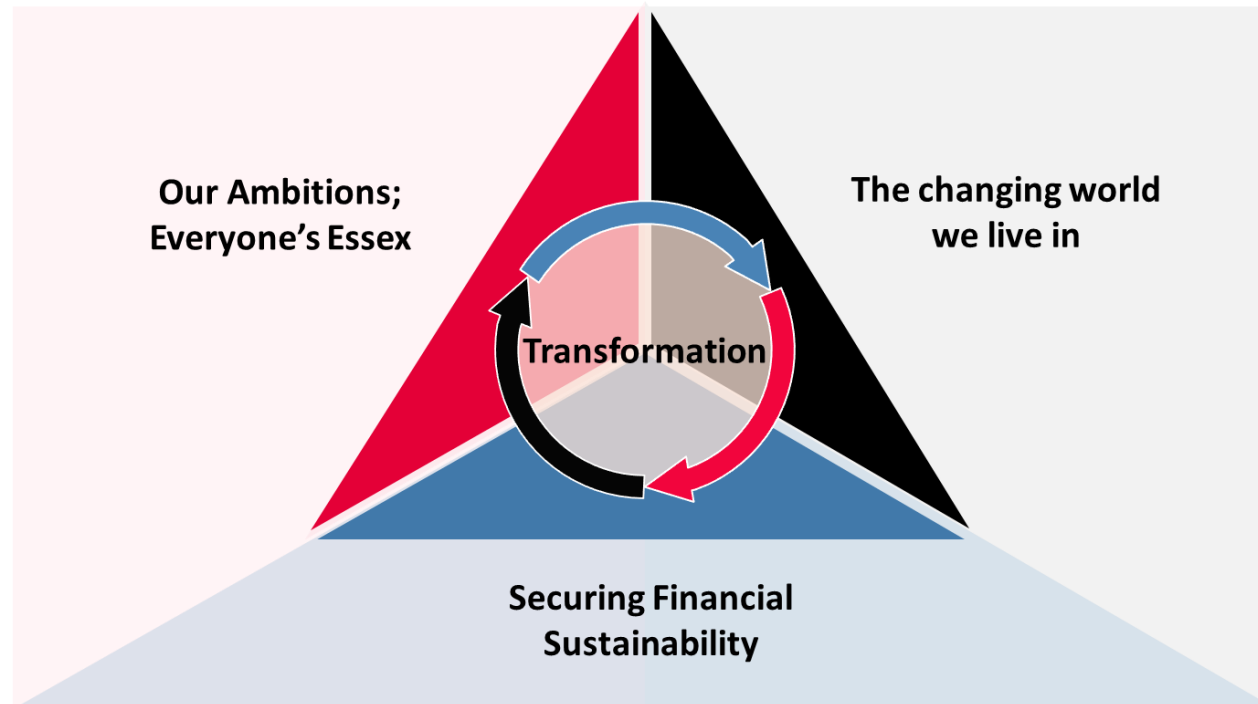 Our Ambitions;
Everyone’s Essex
The changing world
we live in
Transformation
Securing Financial
Sustainability